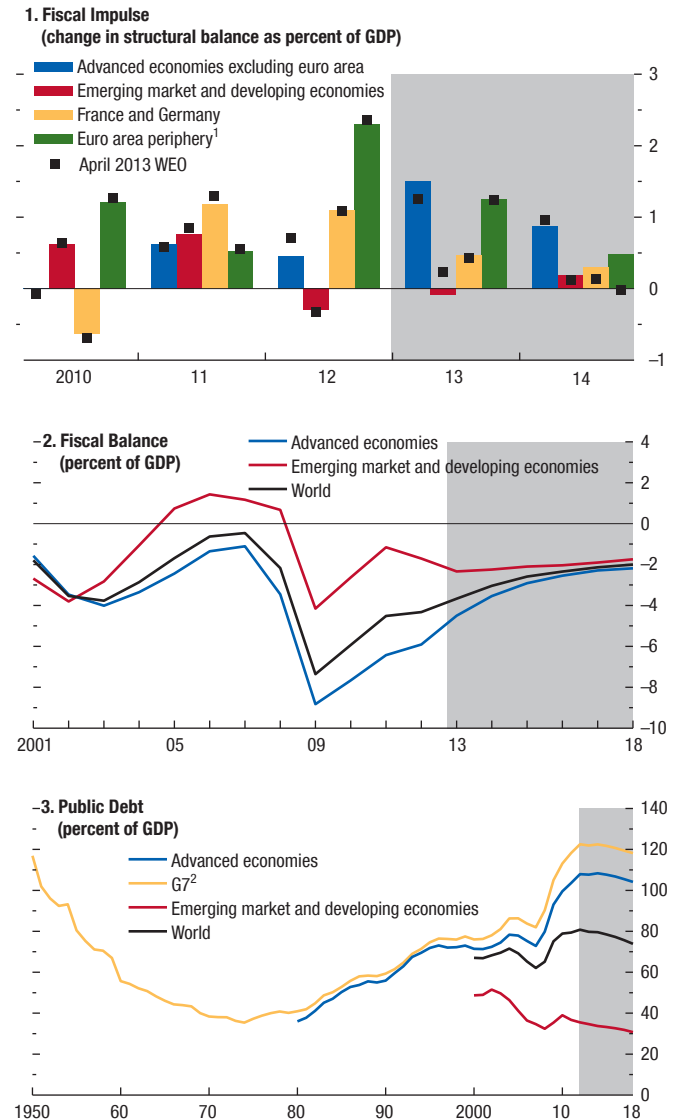 1. Fiscal Impulse
(change in structural balance as percent of GDP)
Advanced economies excluding euro area
Emerging market and developing economies
France and Germany
Euro area periphery1
April 2013 WEO
3
2
1
0
–1
2010 11 12 13 14
2. Fiscal Balance
(percent of GDP)
Advanced economies
Emerging market and developing economies
World
4
2
0
–2
–4
–6
–8
–10
2001 05 09 13 18
3. Public Debt
(percent of GDP)
Advanced economies
G72
Emerging market and developing economies
World
140
120
100
80
60
40
20
0
1950 60 70 80 90 2000 10 18